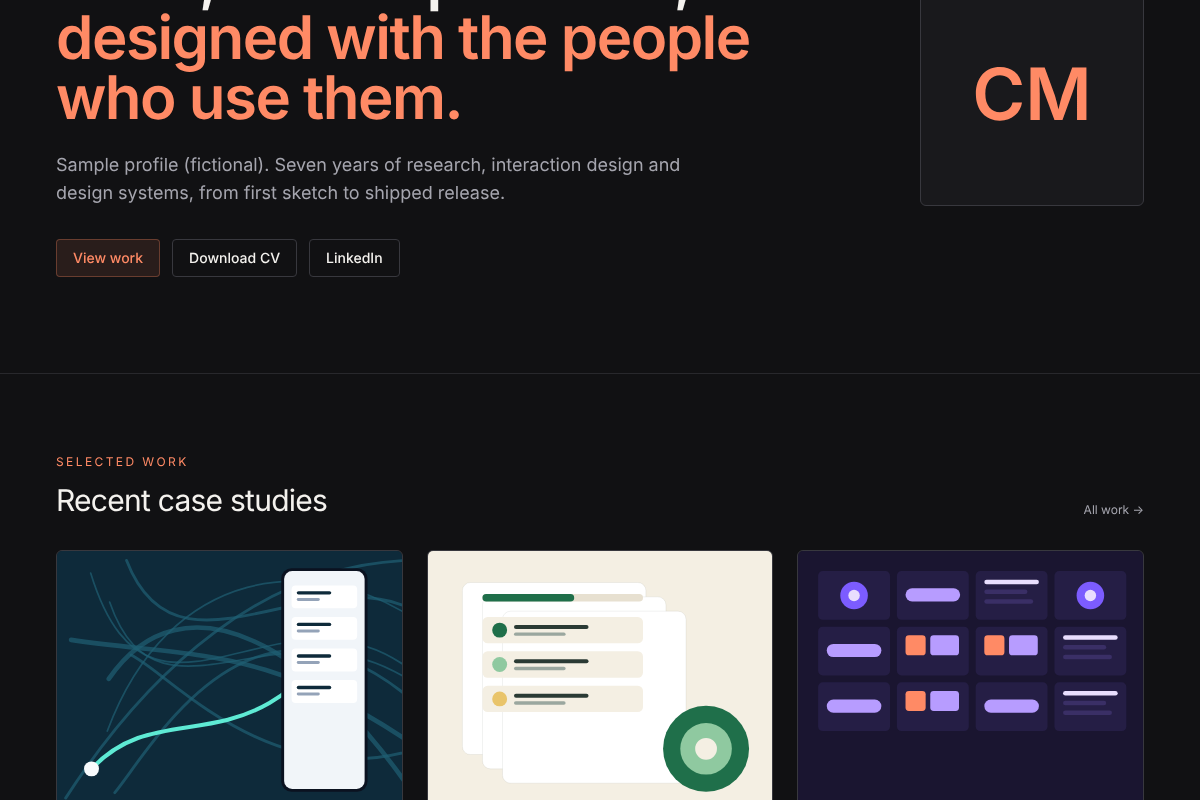 designed with the people
who use them.
CM
Sample profile (fictional). Seven years of research, interaction design and
design systems, from first sketch to shipped release.
View work
Download CV
LinkedIn
SELECTED WORK
Recent case studies
All work →